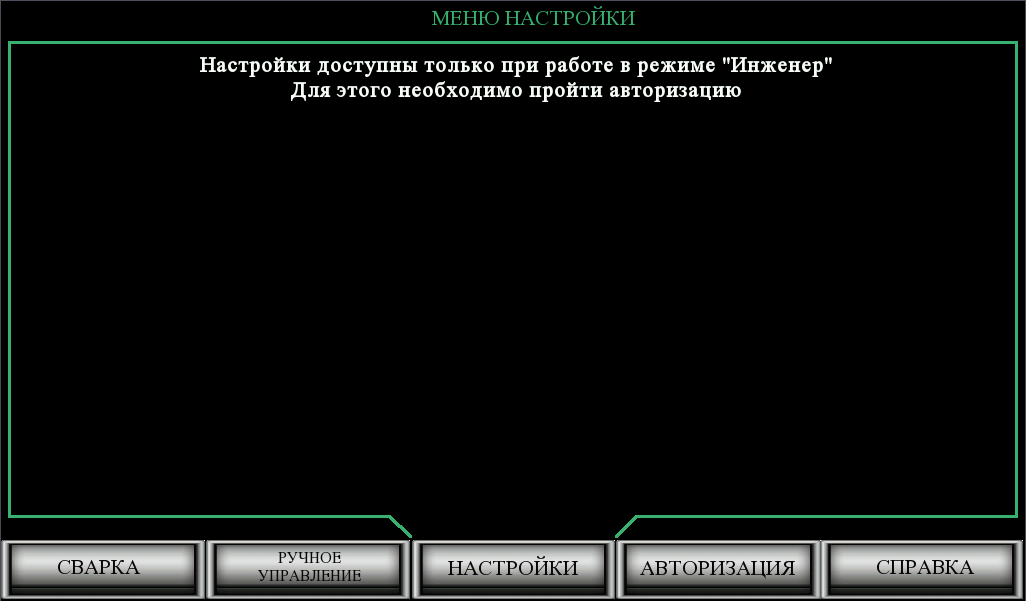 МЕНЮ НАСТРОЙКИ
Настройки доступны только при работе в режиме "Инженер"
Для этого необходимо пройти авторизацию
СВАРКА
РУЧНОЕ
УПРАВЛЕНИЕ
НАСТРОЙКИ
АВТОРИЗАЦИЯ
СПРАВКА